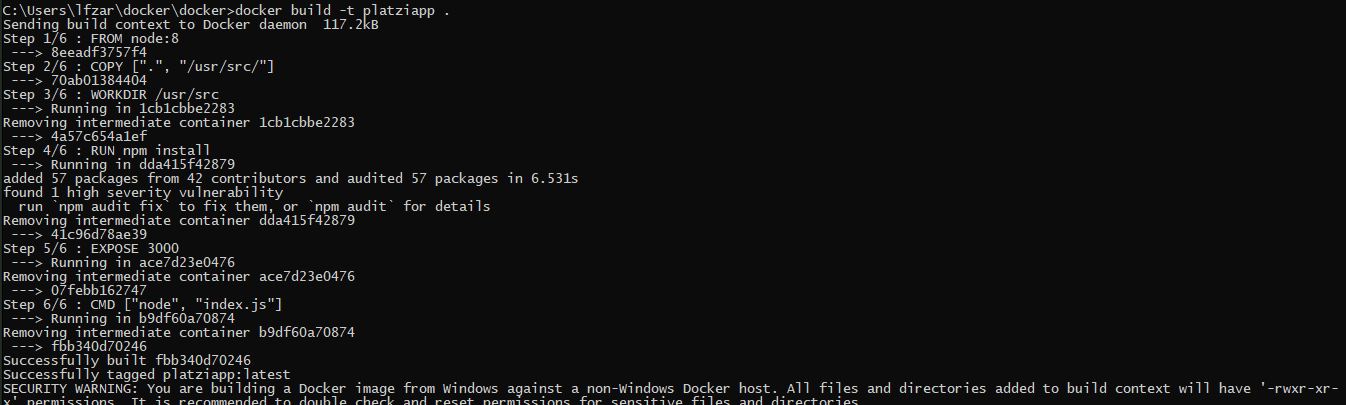 C:\Users\lfzar\docker\docker>docker build -t platziapp .
Sending build context to Docker daemon  117.2kB
Step 1/6 : FROM node:8
 ---> 8eeadf3757f4
Step 2/6 : COPY [".", "/usr/src/"]
 ---> 70ab01384404
Step 3/6 : WORKDIR /usr/src
 ---> Running in 1cb1cbbe2283
Removing intermediate container 1cb1cbbe2283
 ---> 4a57c654a1ef
Step 4/6 : RUN npm install
 ---> Running in dda415f42879
added 57 packages from 42 contributors and audited 57 packages in 6.531s
found 1 high severity vulnerability
  run `npm audit fix` to fix them, or `npm audit` for details
Removing intermediate container dda415f42879
 ---> 41c96d78ae39
Step 5/6 : EXPOSE 3000
 ---> Running in ace7d23e0476
Removing intermediate container ace7d23e0476
 ---> 07febb162747
Step 6/6 : CMD ["node", "index.js"]
 ---> Running in b9df60a70874
Removing intermediate container b9df60a70874
 ---> fbb340d70246
Successfully built fbb340d70246
Successfully tagged platziapp:latest
SECURITY WARNING: You are building a Docker image from Windows against a non-Windows Docker host. All files and directories added to build context will have '-rwxr-xr-
x' permissions. It is recommended to double check and reset permissions for sensitive files and directories.